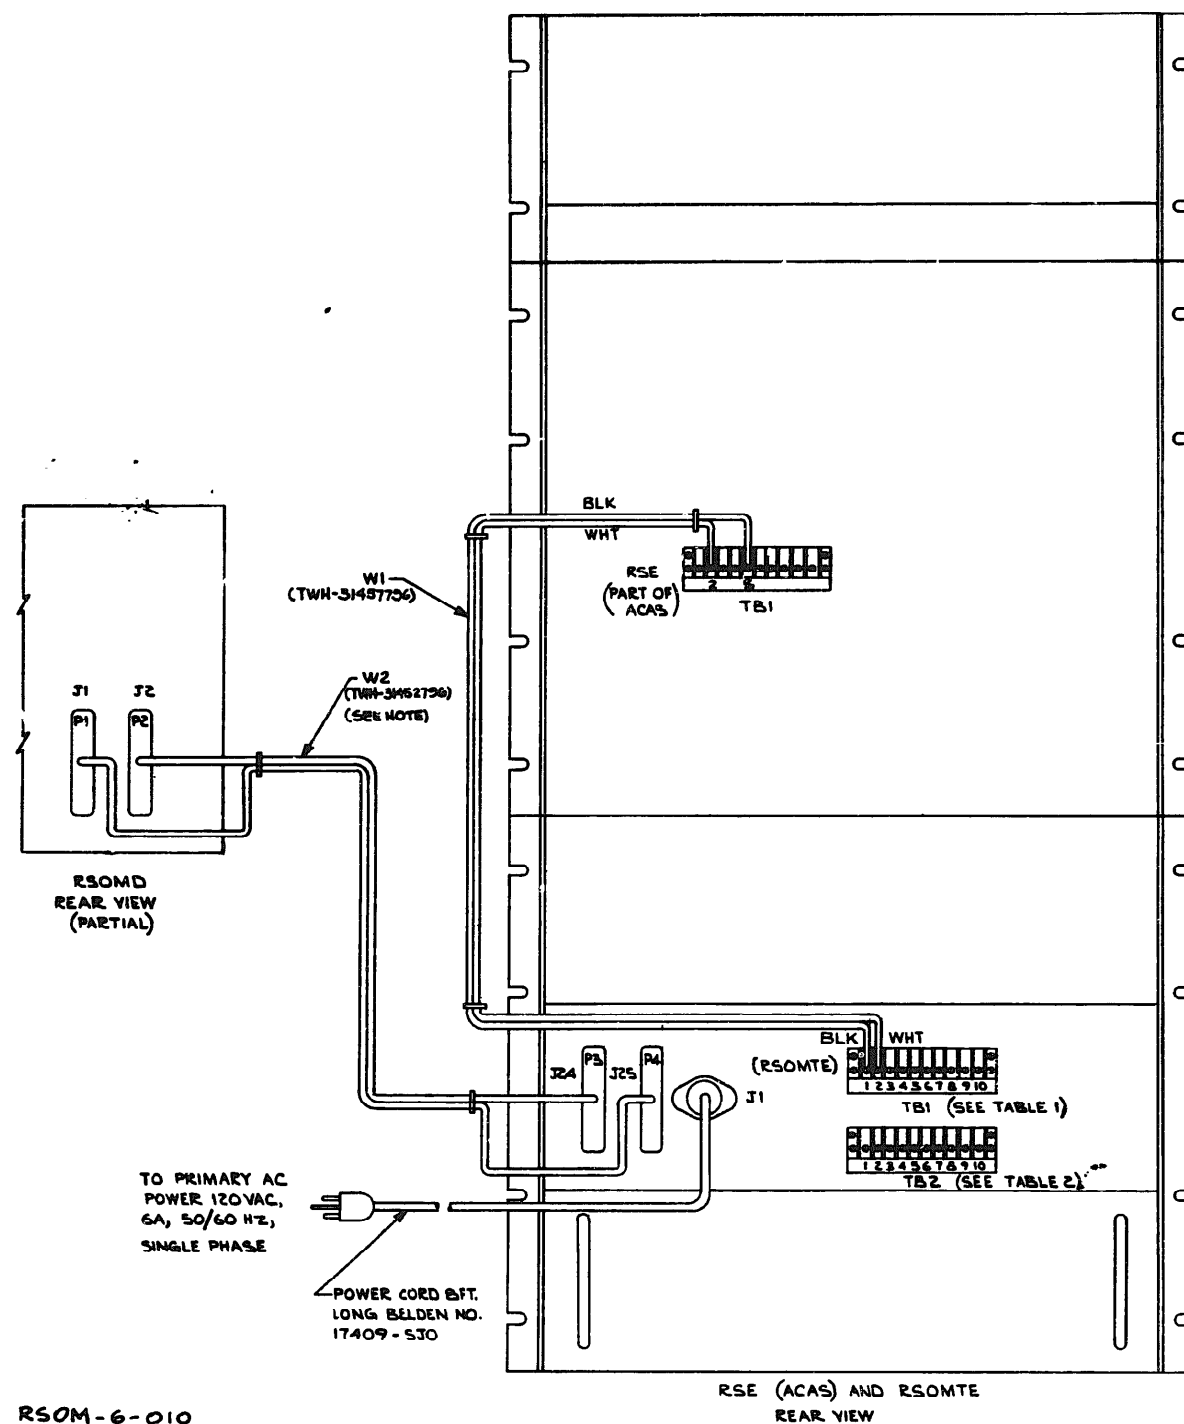 BLK
WHT
RSE
(PART OF
ACAS)
2 5
TB1
W1
(TWH-31457796)
W2
(SEE NOTE)
J1 J2
P1 P2
RSOMD
REAR VIEW
(PARTIAL)
BLK WHT
(RSOMTE)
1 2 3 4 5 6 7 8 9 10
TB1 (SEE TABLE 1)
J24 P3 J25 P4 J1
1 2 3 4 5 6 7 8 9 10
TB2 (SEE TABLE 2)
TO PRIMARY AC
POWER 120VAC,
6A, 50/60 HZ,
SINGLE PHASE
POWER CORD 8FT.
LONG BELDEN NO.
17409-SJO
RSE (ACAS) AND RSOMTE
REAR VIEW
RSOM-6-010